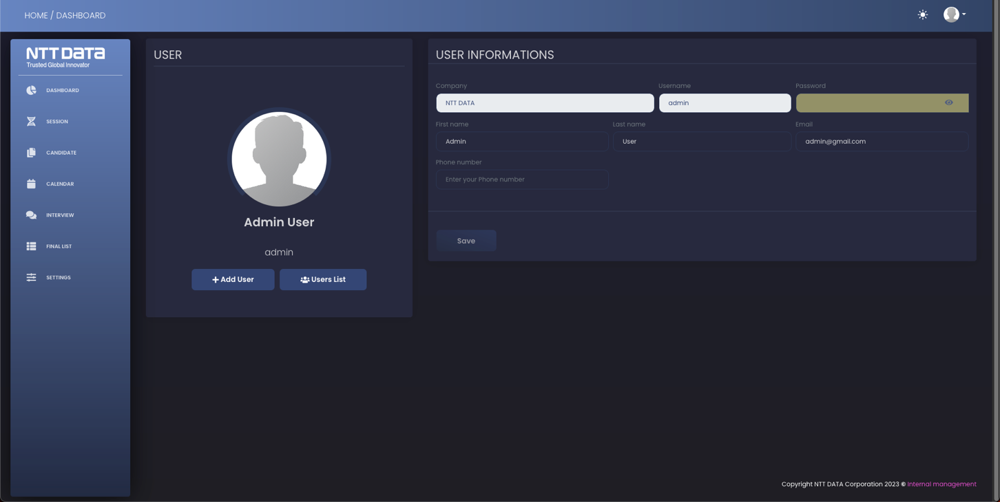 HOME / DASHBOARD
NTT DATA
Trusted Global Innovator
DASHBOARD
SESSION
CANDIDATE
CALENDAR
INTERVIEW
FINAL LIST
SETTINGS
USER
Admin User
admin
Add User
Users List
USER INFORMATIONS
Company
Username
Password
NTT DATA
admin
First name
Last name
Email
Admin
User
admin@gmail.com
Phone number
Enter your Phone number
Save
Copyright NTT DATA Corporation 2023 © Internal management